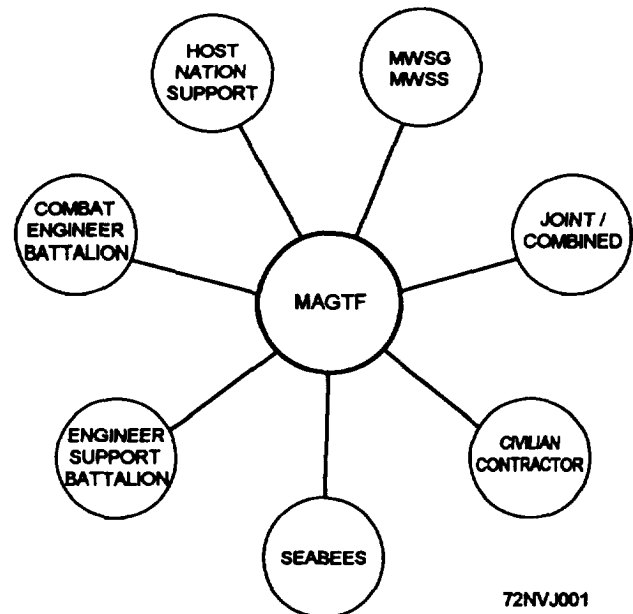 HOST
NATION
SUPPORT
MWSG
MWSS
COMBAT
ENGINEER
BATTALION
JOINT /
COMBINED
MAGTF
ENGINEER
SUPPORT
BATTALION
CIVILIAN
CONTRACTOR
SEABEES
72NVJ001